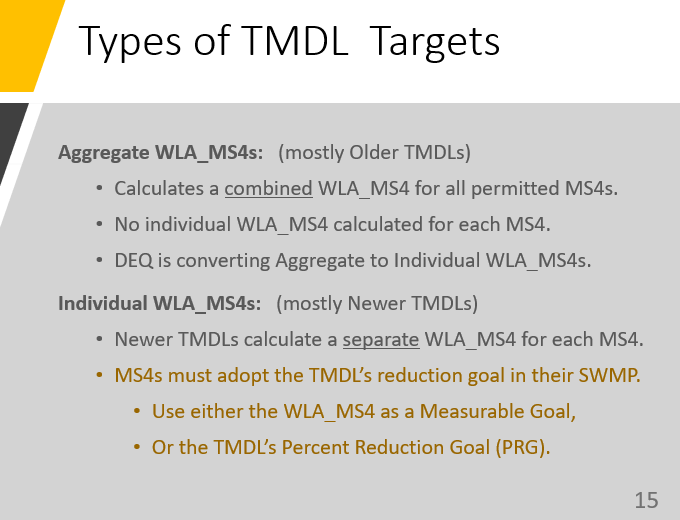 Types of TMDL  Targets
Aggregate WLA_MS4s:   (mostly Older TMDLs)
• Calculates a combined WLA_MS4 for all permitted MS4s.
• No individual WLA_MS4 calculated for each MS4.
• DEQ is converting Aggregate to Individual WLA_MS4s.
Individual WLA_MS4s:   (mostly Newer TMDLs)
• Newer TMDLs calculate a separate WLA_MS4 for each MS4.
• MS4s must adopt the TMDL’s reduction goal in their SWMP.
• Use either the WLA_MS4 as a Measurable Goal,
• Or the TMDL’s Percent Reduction Goal (PRG).
15